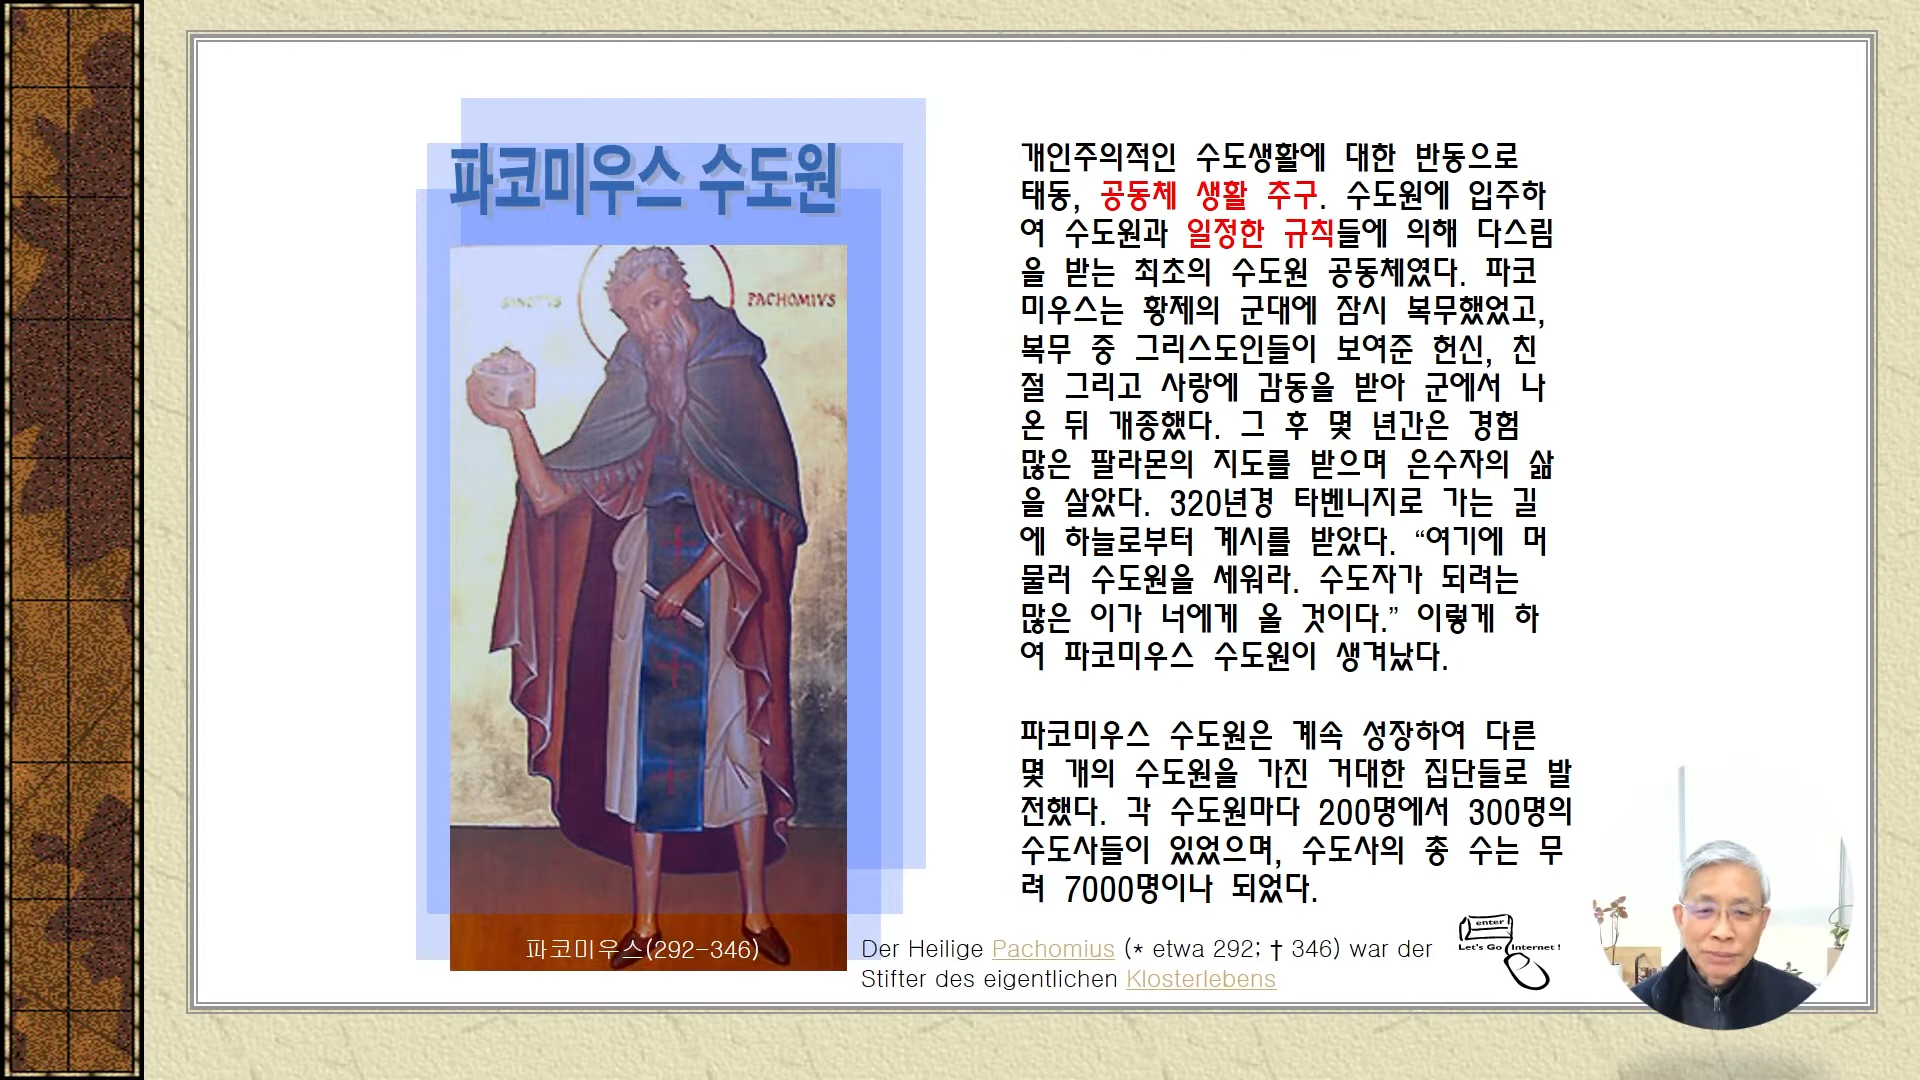 파코미우스 수도원
SANCTVS
PACHOMIVS
파코미우스(292-346)
개인주의적인 수도생활에 대한 반동으로
태동, 공동체 생활 추구. 수도원에 입주하
여 수도원과 일정한 규칙들에 의해 다스림
을 받는 최초의 수도원 공동체였다. 파코
미우스는 황제의 군대에 잠시 복무했었고,
복무 중 그리스도인들이 보여준 헌신, 친
절 그리고 사랑에 감동을 받아 군에서 나
온 뒤 개종했다. 그 후 몇 년간은 경험
많은 팔라몬의 지도를 받으며 은수자의 삶
을 살았다. 320년경 타벤니지로 가는 길
에 하늘로부터 계시를 받았다. “여기에 머
물러 수도원을 세워라. 수도자가 되려는
많은 이가 너에게 올 것이다.” 이렇게 하
여 파코미우스 수도원이 생겨났다.
파코미우스 수도원은 계속 성장하여 다른
몇 개의 수도원을 가진 거대한 집단들로 발
전했다. 각 수도원마다 200명에서 300명의
수도사들이 있었으며, 수도사의 총 수는 무
려 7000명이나 되었다.
Der Heilige Pachomius (* etwa 292; † 346) war der
Stifter des eigentlichen Klosterlebens
enter
Let's Go Internet !